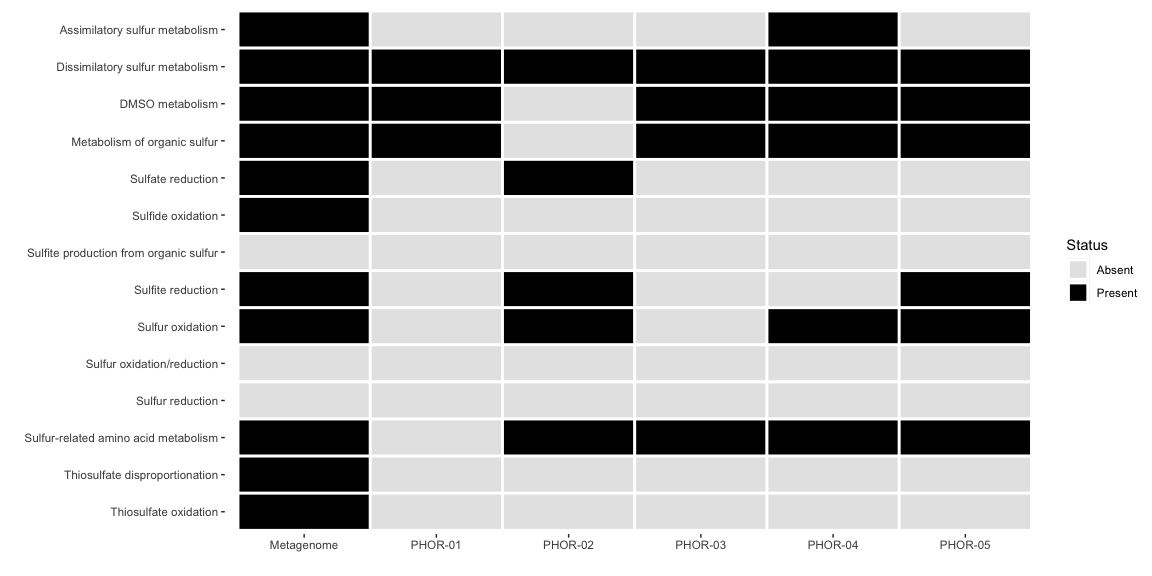 Assimilatory sulfur metabolism
Dissimilatory sulfur metabolism
DMSO metabolism
Metabolism of organic sulfur
Sulfate reduction
Sulfide oxidation
Sulfite production from organic sulfur
Sulfite reduction
Sulfur oxidation
Sulfur oxidation/reduction
Sulfur reduction
Sulfur-related amino acid metabolism
Thiosulfate disproportionation
Thiosulfate oxidation
Metagenome PHOR-01 PHOR-02 PHOR-03 PHOR-04 PHOR-05
Status
Absent
Present